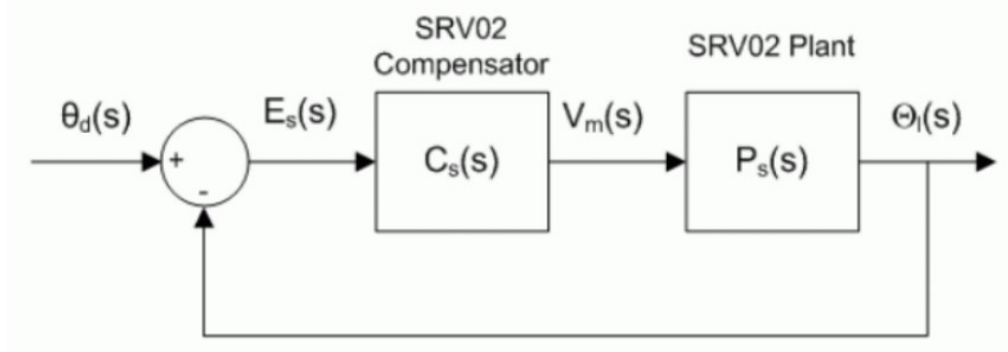 SRV02
Compensator
SRV02 Plant
θd(s)
Es(s)
Vm(s)
Θl(s)
+
Cs(s)
Ps(s)
-